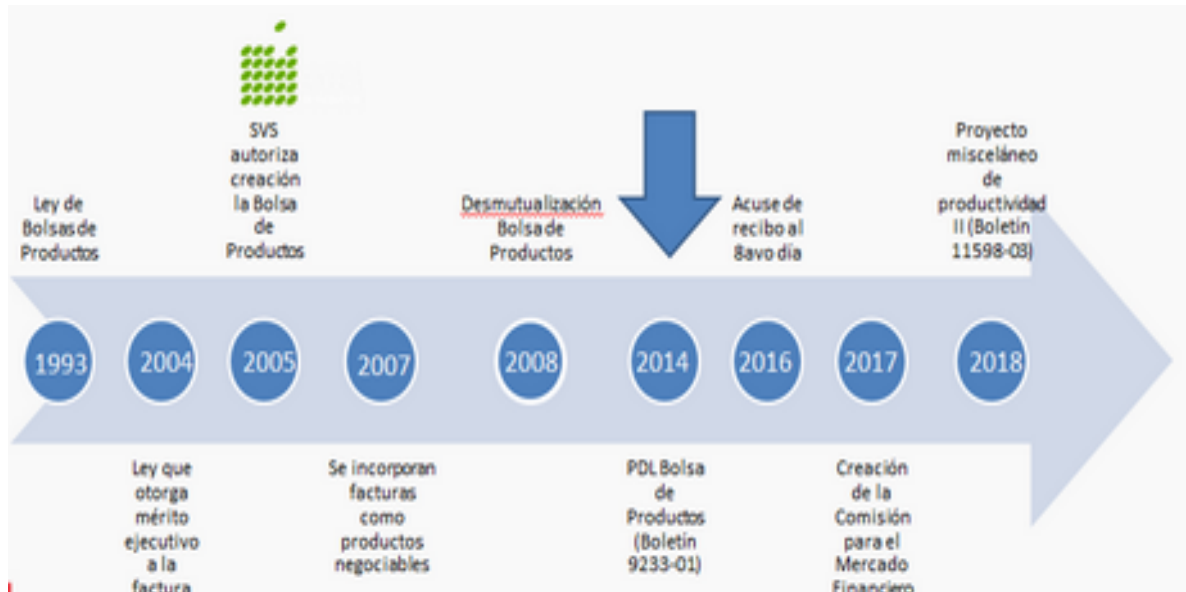 Ley de
Bolsas de
Productos
SVS
autoriza
creación
la Bolsa
de
Productos
Desmutualización
Bolsa de
Productos
Acuse de
recibo al
8avo día
Proyecto
misceláneo
de
productividad
II (Boletín
11598-03)
1993
2004
2005
2007
2008
2014
2016
2017
2018
Ley que
otorga
mérito
ejecutivo
a la
factura
Se incorporan
facturas
como
productos
negociables
PDL Bolsa
de
Productos
(Boletín
9233-01)
Creación
de la
Comisión
para el
Mercado
Financiero